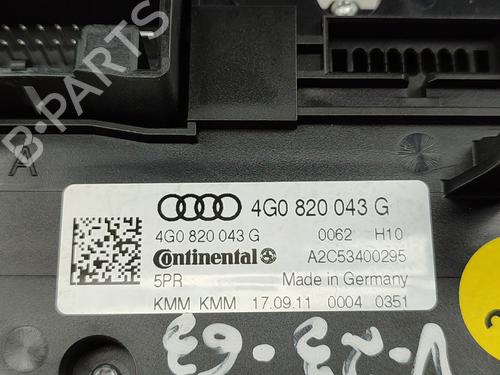 B-PARTS
A
4G0 820 043 G
4G0 820 043 G 0062 H10
Continental A2C53400295
5PR Made in Germany
KMM KMM 17.09.11 0004 0351